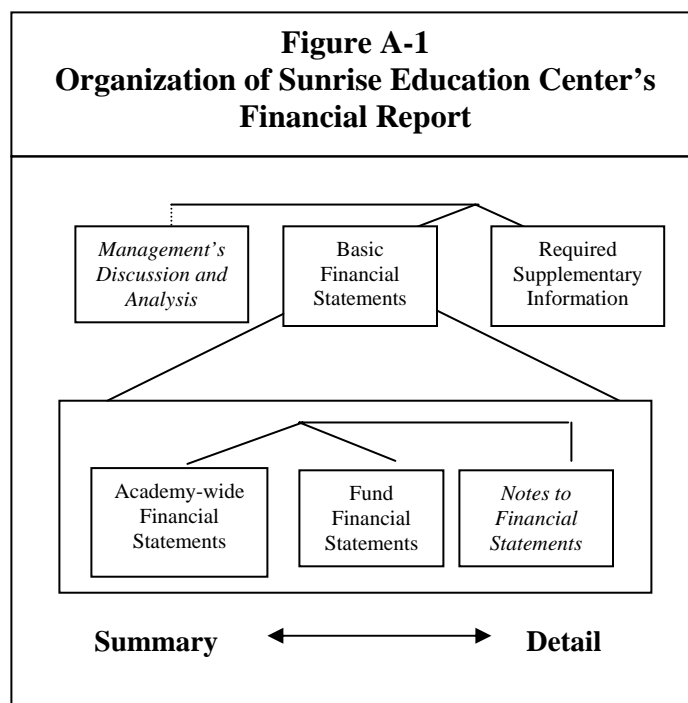 Figure A-1
Organization of Sunrise Education Center's
Financial Report
Management's
Discussion and
Analysis
Basic
Financial
Statements
Required
Supplementary
Information
Academy-wide
Financial
Statements
Fund
Financial
Statements
Notes to
Financial
Statements
Summary
Detail